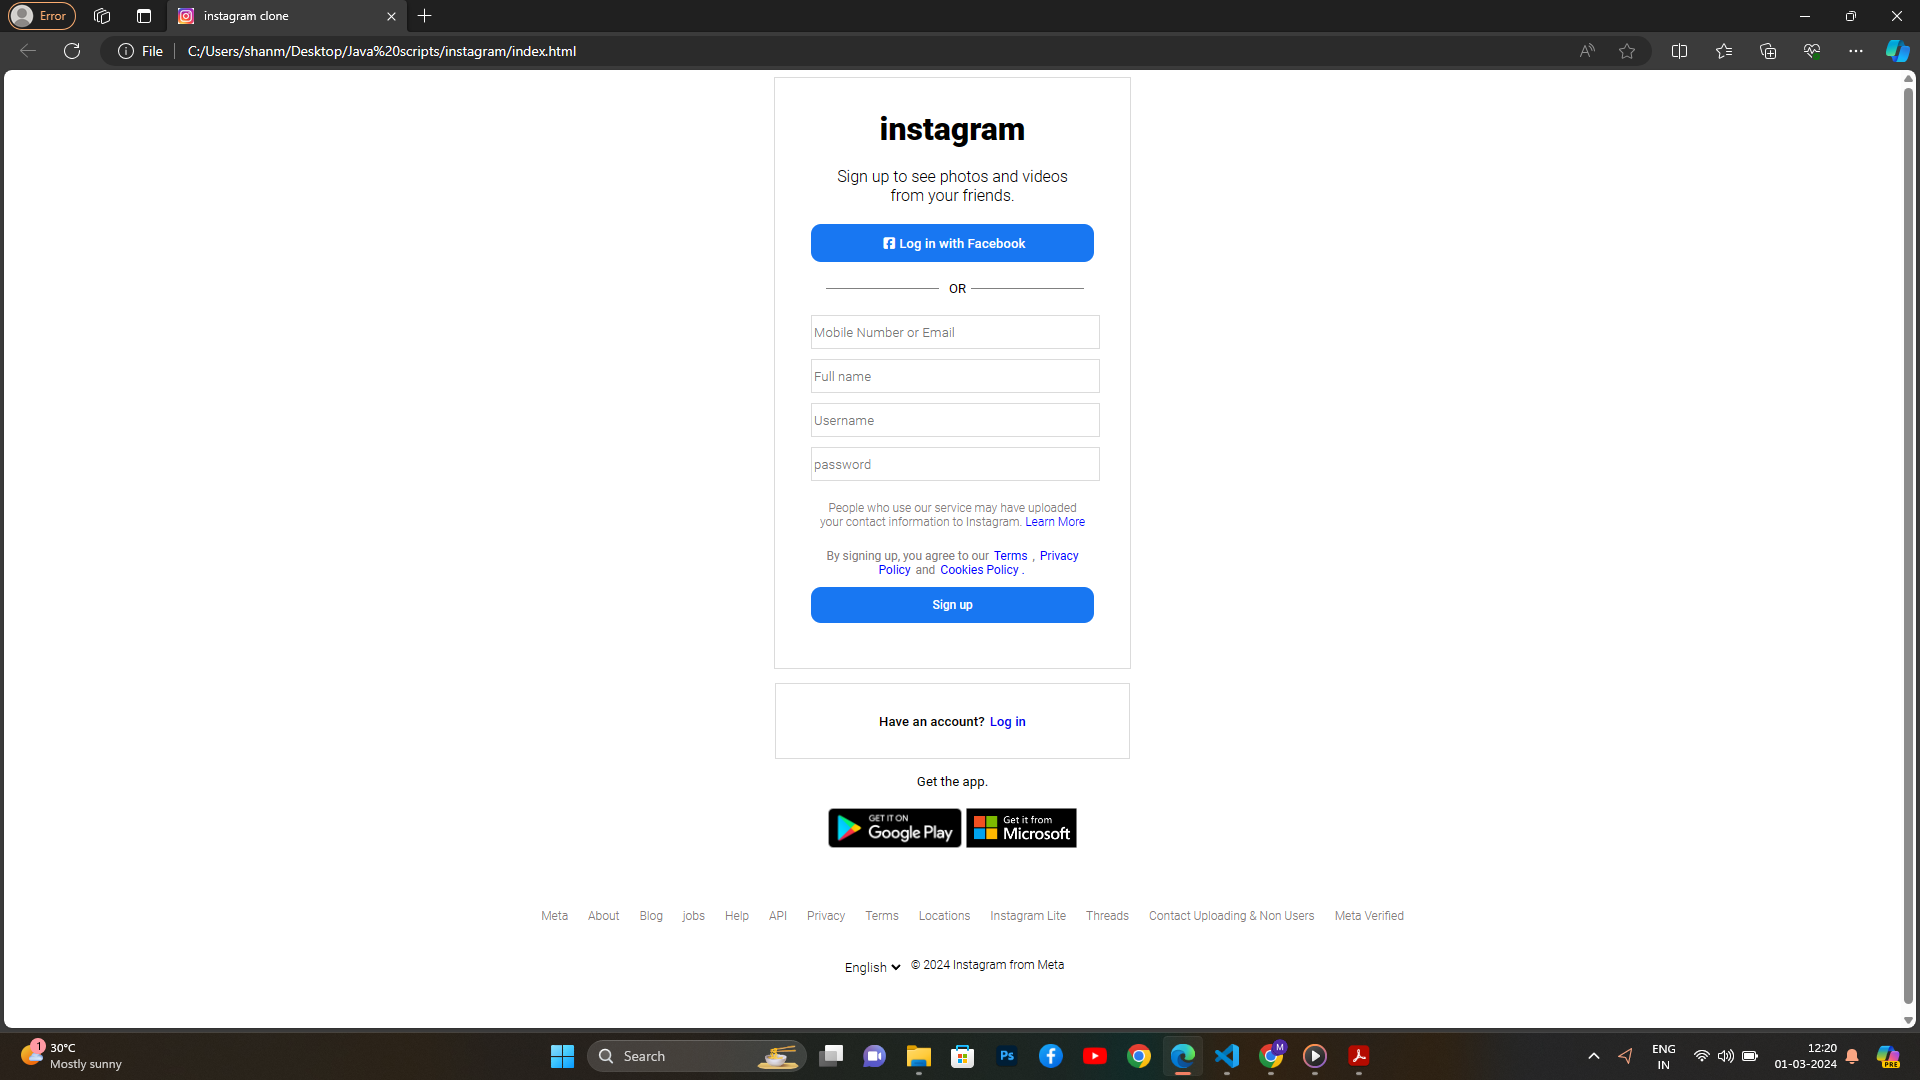 Error
instagram clone
File
C:/Users/shanm/Desktop/Java%20scripts/instagram/index.html
instagram
Sign up to see photos and videos
from your friends.
Log in with Facebook
OR
Mobile Number or Email
Full name
Username
password
People who use our service may have uploaded
your contact information to Instagram. Learn More
By signing up, you agree to our Terms , Privacy
Policy and Cookies Policy .
Sign up
Have an account? Log in
Get the app.
GET IT ON
Google Play
Get it from
Microsoft
Meta About Blog jobs Help API Privacy Terms Locations Instagram Lite Threads Contact Uploading & Non Users Meta Verified
English © 2024 Instagram from Meta
1
30°C
Mostly sunny
Search
Ps
M
ENG
IN
12:20
01-03-2024
PRE